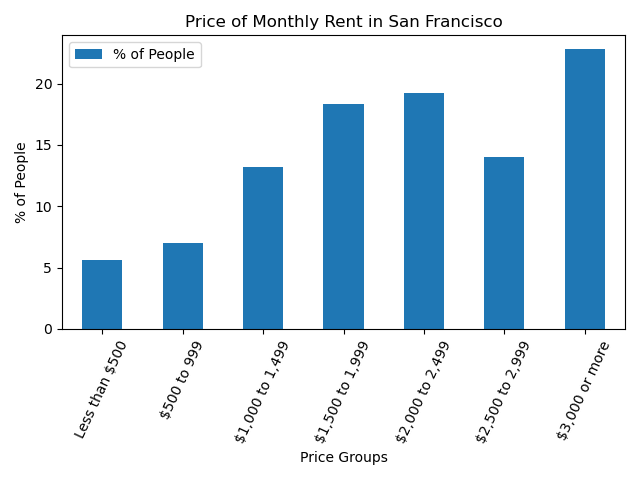 Price of Monthly Rent in San Francisco
% of People
% of People
20
15
10
5
0
Less than $500
$500 to 999
$1,000 to 1,499
$1,500 to 1,999
$2,000 to 2,499
$2,500 to 2,999
$3,000 or more
Price Groups